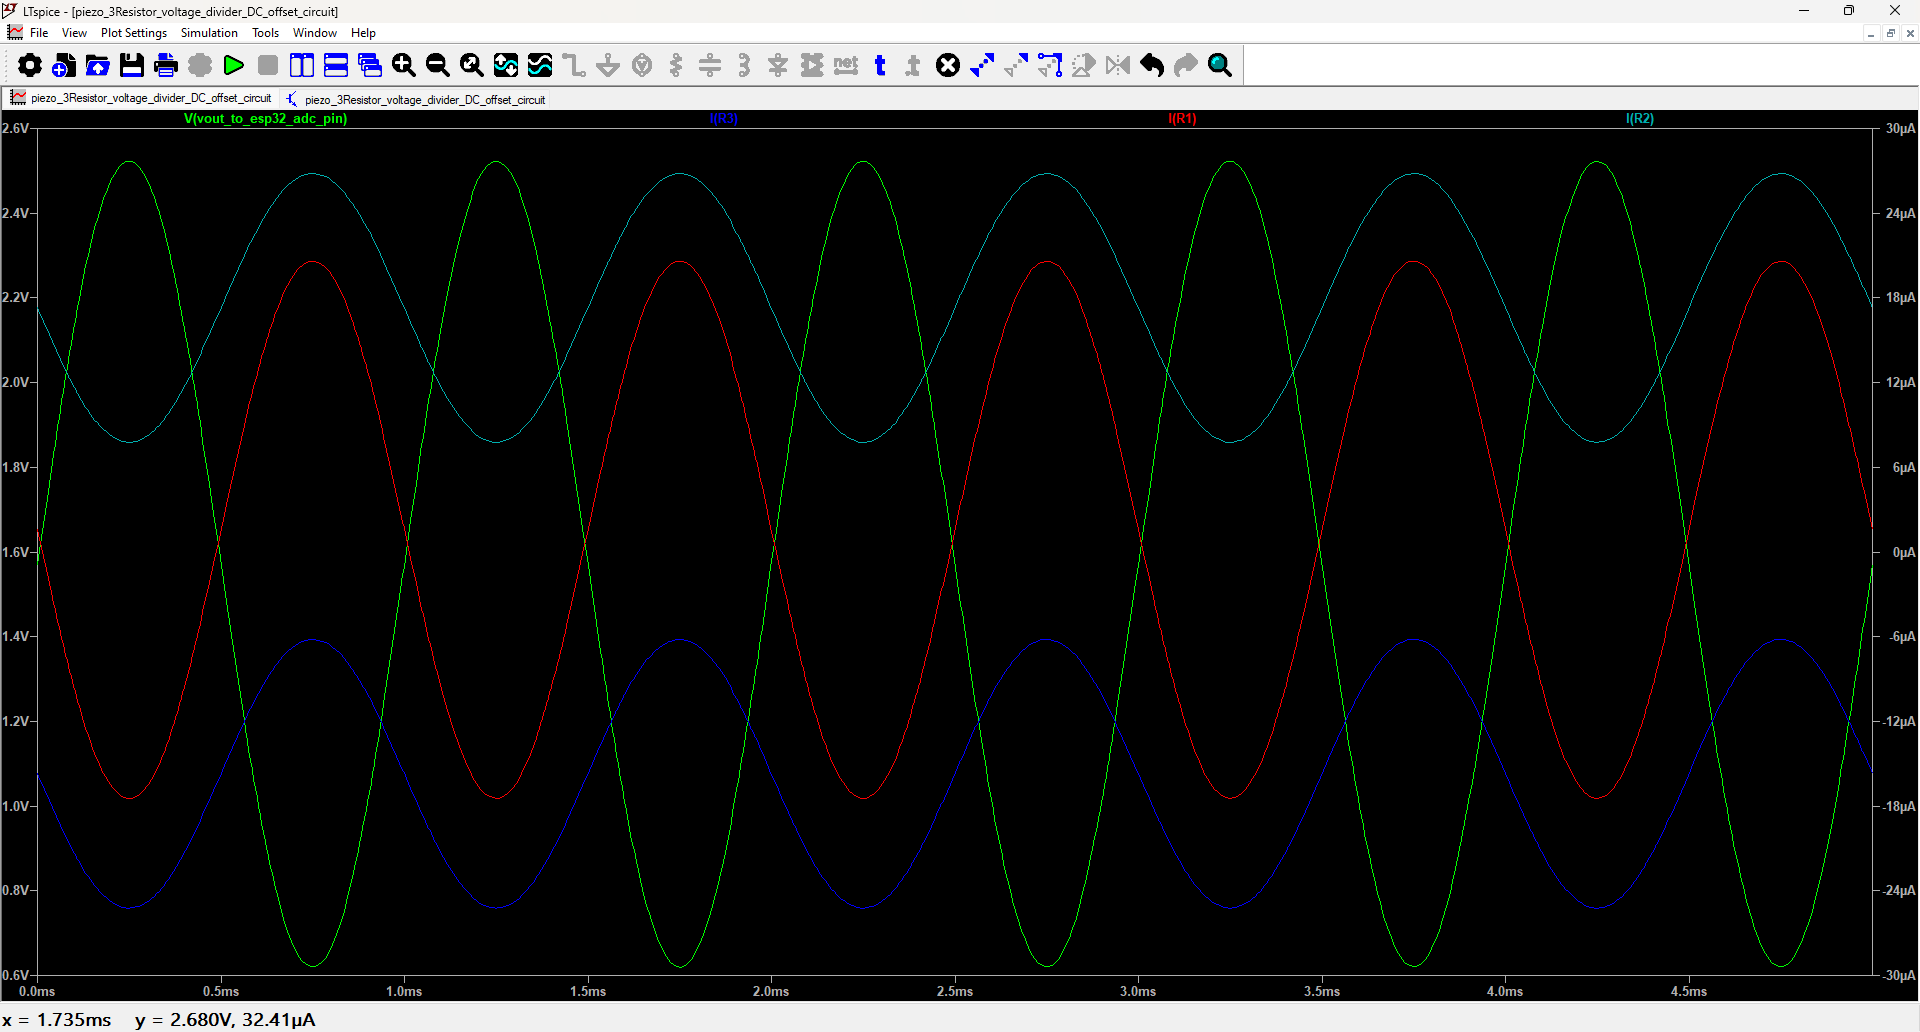 LTspice - [piezo_3Resistor_voltage_divider_DC_offset_circuit]
File View Plot Settings Simulation Tools Window Help
net t t
piezo_3Resistor_voltage_divider_DC_offset_circuit piezo_3Resistor_voltage_divider_DC_offset_circuit
V(vout_to_esp32_adc_pin) I(R3) I(R1) I(R2)
2.6V 30µA
2.4V 24µA
2.2V 18µA
2.0V 12µA
1.8V 6µA
1.6V 0µA
1.4V -6µA
1.2V -12µA
1.0V -18µA
0.8V -24µA
0.6V -30µA
0.0ms 0.5ms 1.0ms 1.5ms 2.0ms 2.5ms 3.0ms 3.5ms 4.0ms 4.5ms
x = 1.735ms y = 2.680V, 32.41µA